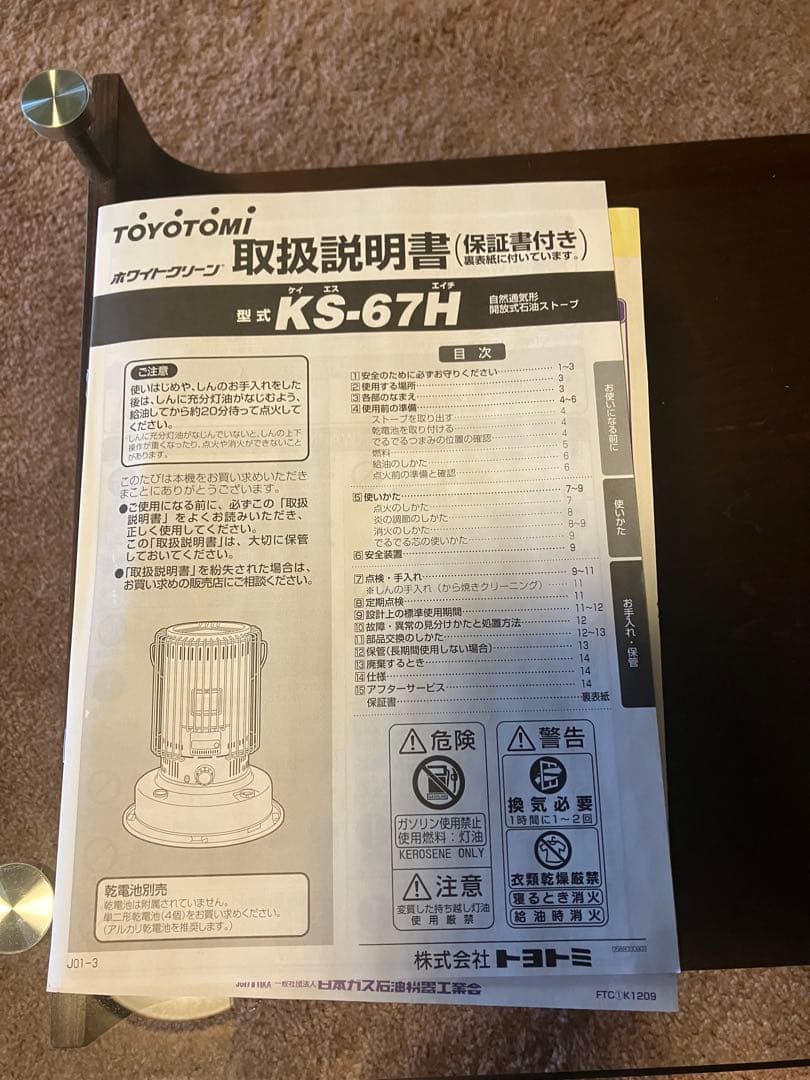 TOYOTOMI
ホワイトクリーン 取扱説明書(保証書付き
裏表紙に付いています。)
ケイ エス エイチ
型式 KS-67H 自然通気形
開放式石油ストーブ
ご注意
使いはじめや、しんのお手入れをした
後は、しんに充分灯油がなじむよう、
給油してから約20分待って点火して
ください。
しんに充分灯油がなじんでいないと、しんの上下
操作が重くなったり、点火や消火ができないこと
があります。
このたびは本機をお買い求めいただき
まことにありがとうございます。
●ご使用になる前に、必ずこの「取扱
説明書」をよくお読みいただき、
正しく使用してください。
この「取扱説明書」は、大切に保管
しておいてください。
●「取扱説明書」を紛失された場合は、
お買い求めの販売店にご相談ください。
乾電池別売
乾電池は附属されていません。
単二形乾電池(4個)をお買い求めください。
(アルカリ乾電池を推奨します。)
J01-3
目次
1 安全のために必ずお守りください 1~3
2 使用する場所 3
3 各部のなまえ 3
4 使用前の準備 4~6
ストーブを取り出す 4
乾電池を取り付ける 4
でるでるつまみの位置の確認 4
燃料 5
給油のしかた 6
点火前の準備と確認 6
5 使いかた 7~9
点火のしかた 7
炎の調節のしかた 8
消火のしかた 8~9
でるでる芯の使いかた 9
6 安全装置 9
7 点検・手入れ 9~11
※しんの手入れ(から焼きクリーニング) 11
8 定期点検 11
9 設計上の標準使用期間 11~12
10 故障・異常の見分けかたと処置方法 12
11 部品交換のしかた 12~13
12 保管(長期間使用しない場合) 13
13 廃棄するとき 14
14 仕様 14
15 アフターサービス 14
保証書 裏表紙
お使いになる前に
使いかた
お手入れ・保管
危険
ガソリン使用禁止
使用燃料:灯油
KEROSENE ONLY
注意
変質した持ち越し灯油
使用厳禁
警告
換気必要
1時間に1~2回
衣類乾燥厳禁
寝るとき消火
給油時消火
株式会社トヨトミ
一般社団法人 日本ガス石油機器工業会
FTC①K1209